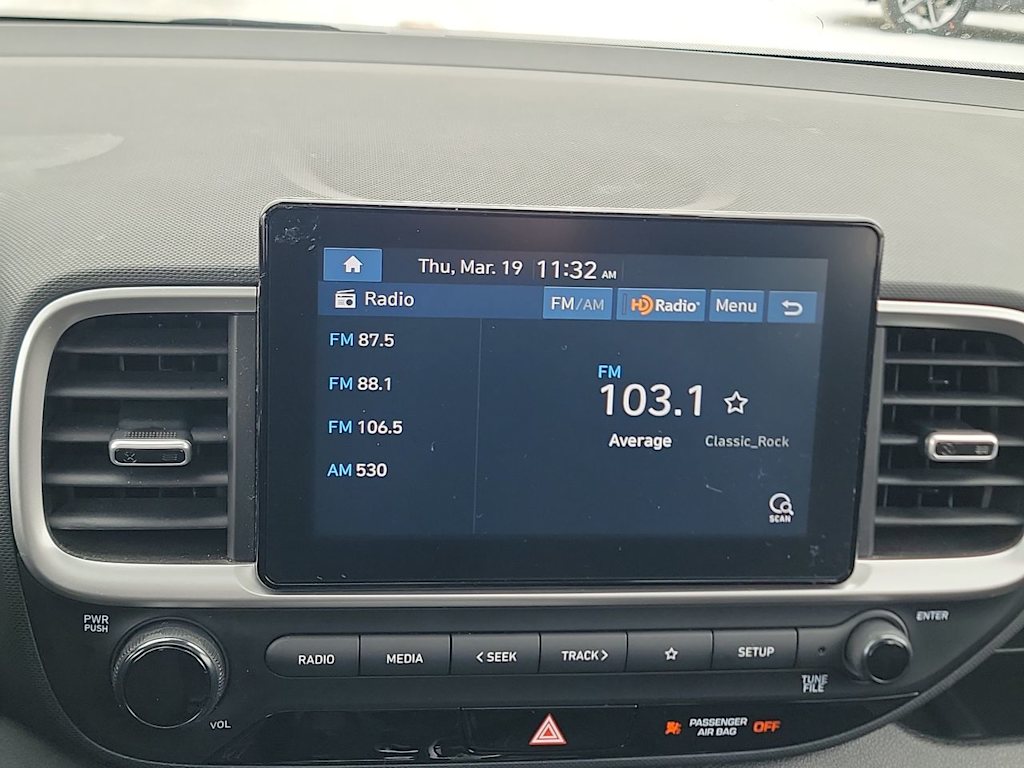 Thu, Mar. 19 11:32 AM
Radio FM/AM HD Radio Menu
FM 87.5
FM 88.1
FM 106.5
AM 530
FM
103.1
Average Classic_Rock
SCAN
PWR
PUSH
VOL
RADIO MEDIA < SEEK TRACK > SETUP
ENTER
TUNE
FILE
PASSENGER
AIR BAG OFF